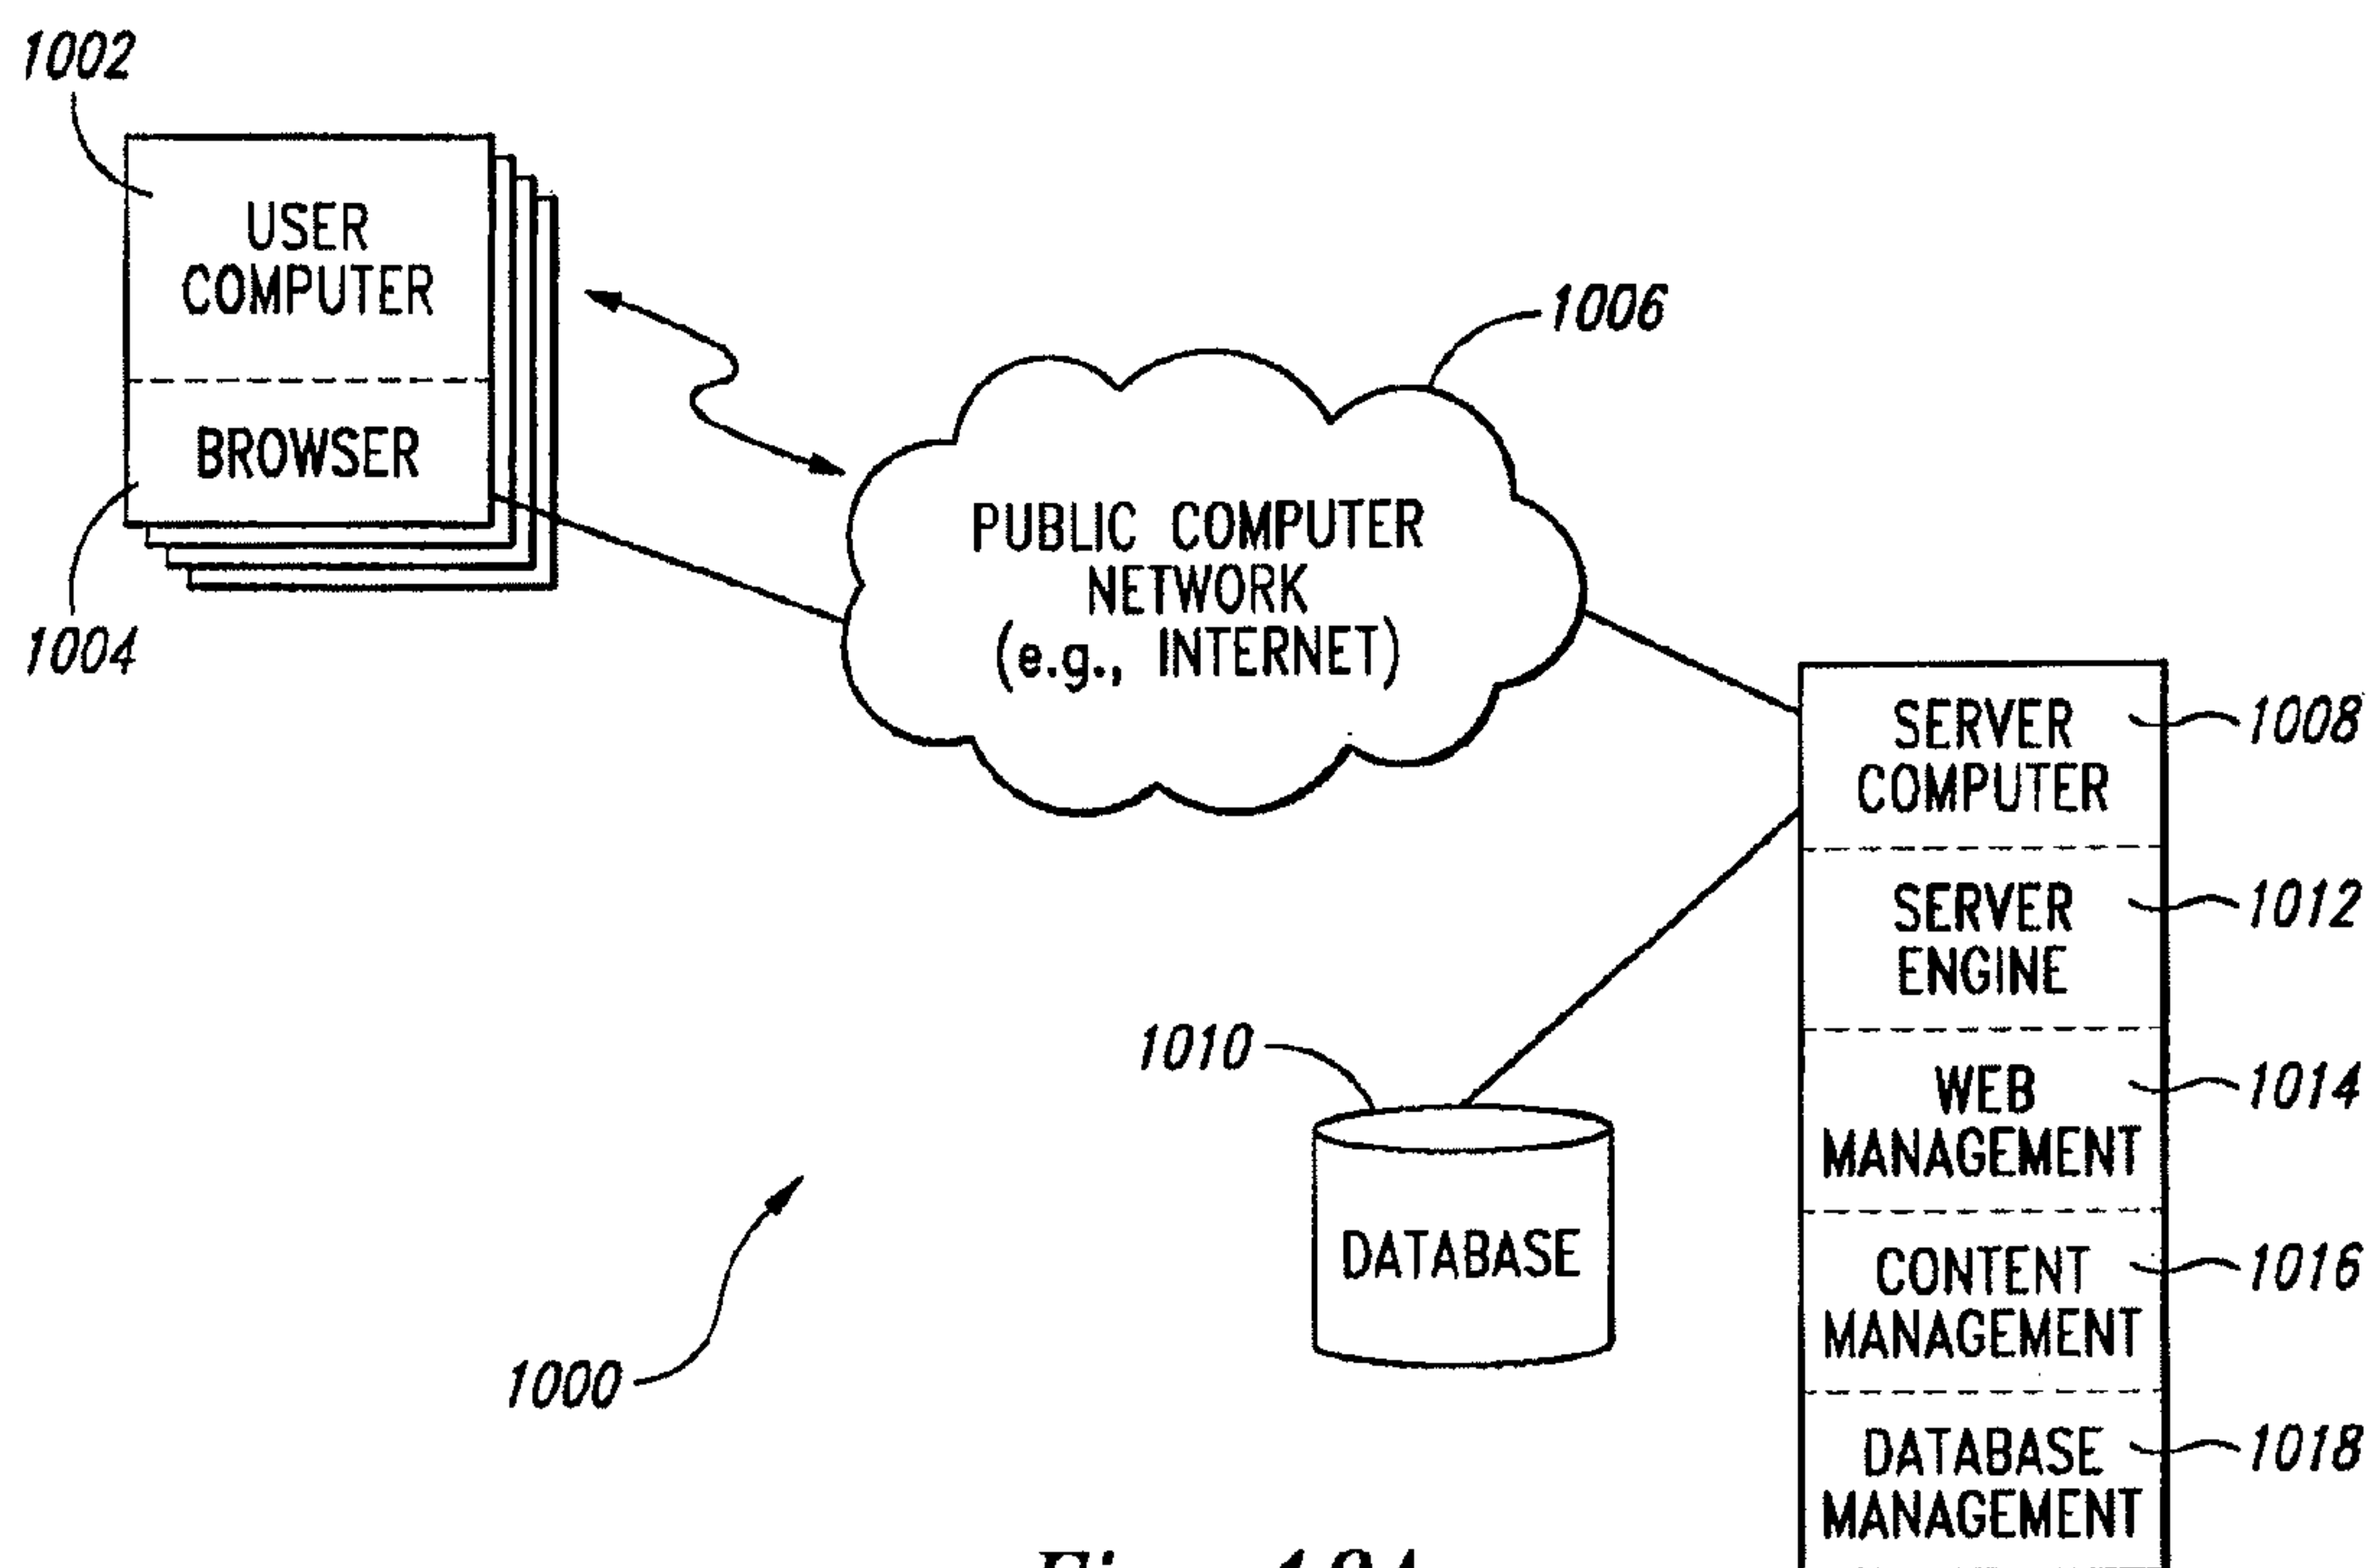 1002
USER
COMPUTER
BROWSER
1004
1006
PUBLIC COMPUTER
NETWORK
(e.g., INTERNET)
SERVER
COMPUTER
1008
SERVER
ENGINE
1012
WEB
MANAGEMENT
1014
CONTENT
MANAGEMENT
1016
DATABASE
MANAGEMENT
1018
1010
DATABASE
1000